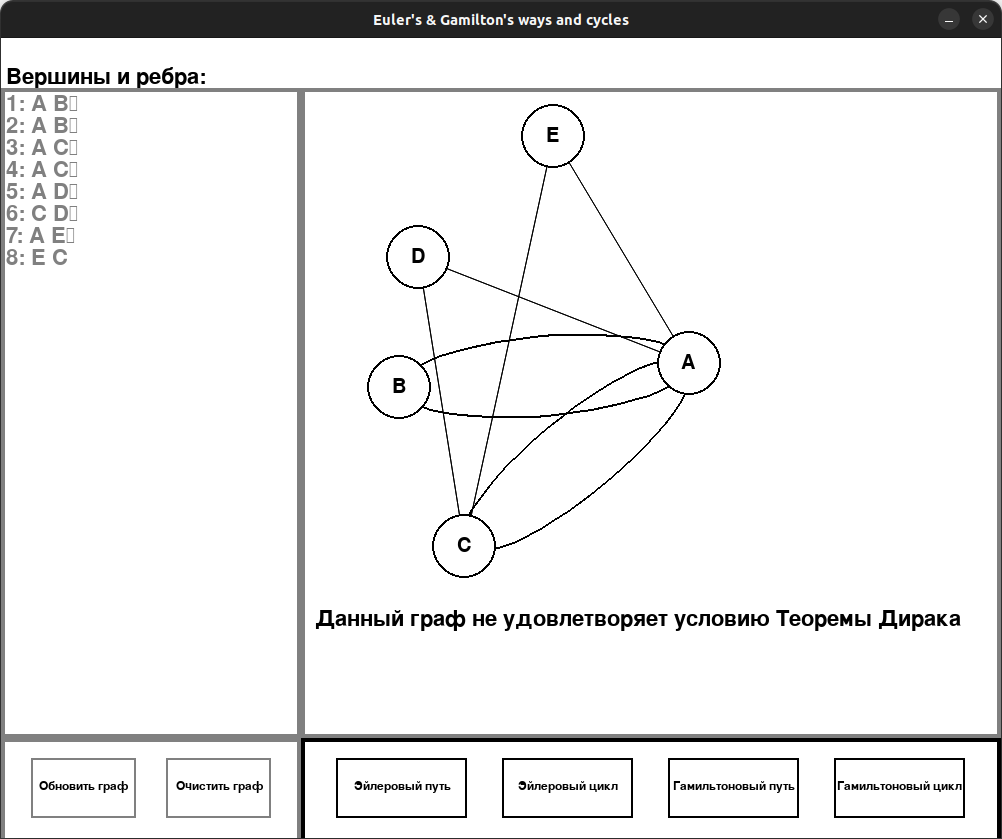 Euler's & Gamilton's ways and cycles
Вершины и ребра:
1: A B▯
2: A B▯
3: A C▯
4: A C▯
5: A D▯
6: C D▯
7: A E▯
8: E C
E
D
A
B
C
Данный граф не удовлетворяет условию Теоремы Дирака
Обновить граф
Очистить граф
Эйлеровый путь
Эйлеровый цикл
Гамильтоновый путь
Гамильтоновый цикл